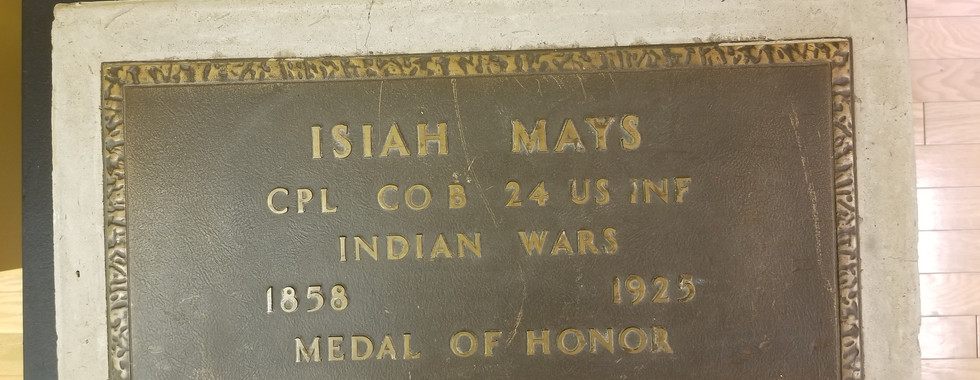 ISIAH MAYS
CPL CO B 24 US INF
INDIAN WARS
1858 1925
MEDAL OF HONOR